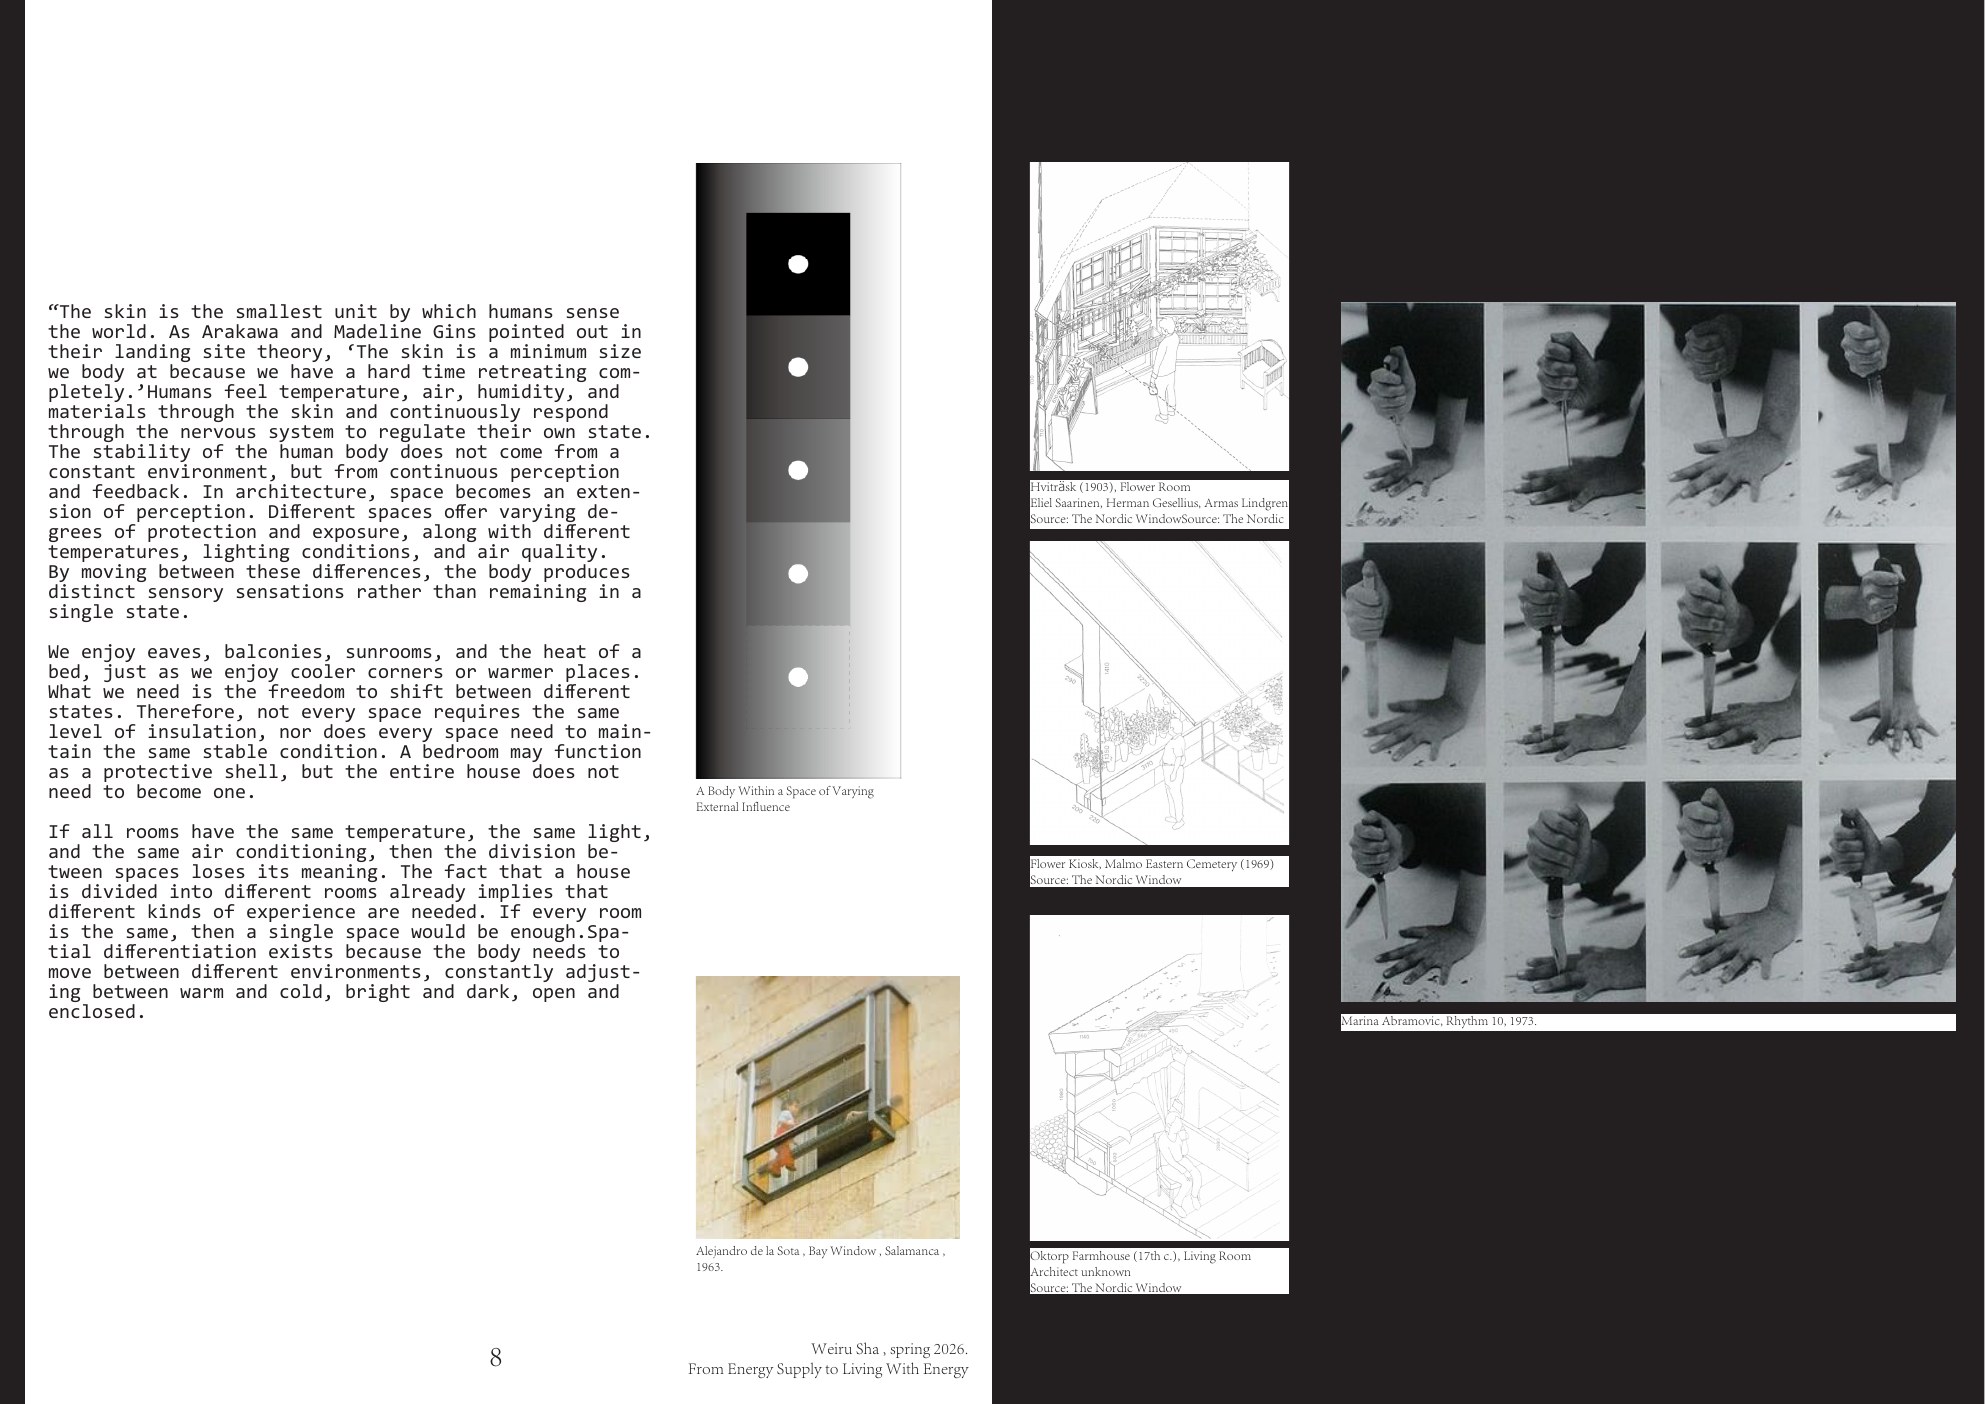 “The skin is the smallest unit by which humans sense
the world. As Arakawa and Madeline Gins pointed out in
their landing site theory, ‘The skin is a minimum size
we body at because we have a hard time retreating com-
pletely.’Humans feel temperature, air, humidity, and
materials through the skin and continuously respond
through the nervous system to regulate their own state.
The stability of the human body does not come from a
constant environment, but from continuous perception
and feedback. In architecture, space becomes an exten-
sion of perception. Different spaces offer varying de-
grees of protection and exposure, along with different
temperatures, lighting conditions, and air quality.
By moving between these differences, the body produces
distinct sensory sensations rather than remaining in a
single state.
We enjoy eaves, balconies, sunrooms, and the heat of a
bed, just as we enjoy cooler corners or warmer places.
What we need is the freedom to shift between different
states. Therefore, not every space requires the same
level of insulation, nor does every space need to main-
tain the same stable condition. A bedroom may function
as a protective shell, but the entire house does not
need to become one.
If all rooms have the same temperature, the same light,
and the same air conditioning, then the division be-
tween spaces loses its meaning. The fact that a house
is divided into different rooms already implies that
different kinds of experience are needed. If every room
is the same, then a single space would be enough.Spa-
tial differentiation exists because the body needs to
move between different environments, constantly adjust-
ing between warm and cold, bright and dark, open and
enclosed.
A Body Within a Space of Varying
External Influence
Alejandro de la Sota , Bay Window , Salamanca ,
1963.
8
Weiru Sha , spring 2026.
From Energy Supply to Living With Energy
Hviträsk (1903), Flower Room
Eliel Saarinen, Herman Gesellius, Armas Lindgren
Source: The Nordic WindowSource: The Nordic
Flower Kiosk, Malmo Eastern Cemetery (1969)
Source: The Nordic Window
Oktorp Farmhouse (17th c.), Living Room
Architect unknown
Source: The Nordic Window
Marina Abramovic, Rhythm 10, 1973.